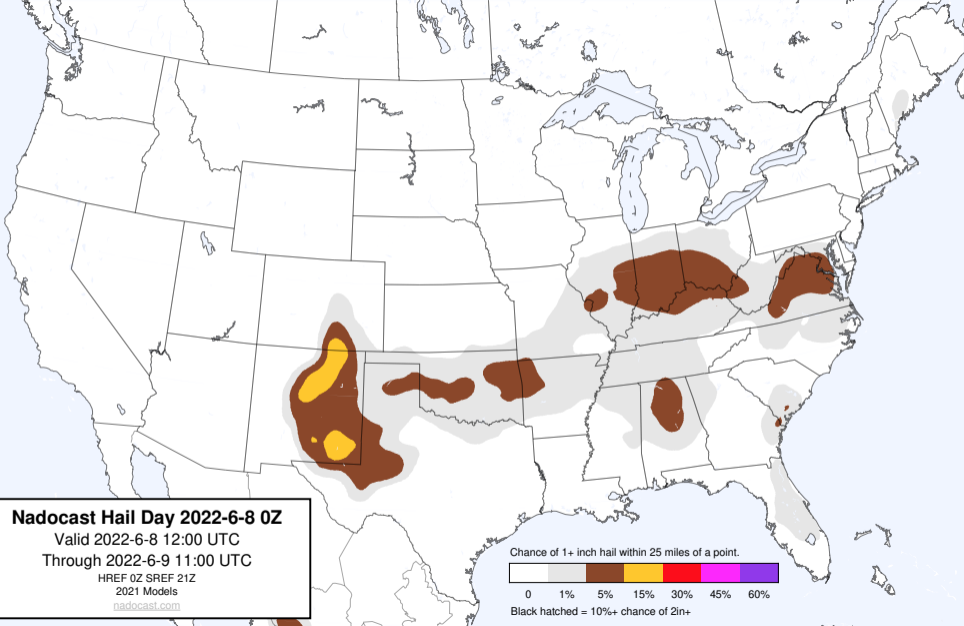 Nadocast Hail Day 2022-6-8 0Z
Valid 2022-6-8 12:00 UTC
Through 2022-6-9 11:00 UTC
HREF 0Z SREF 21Z
2021 Models
nadocast.com
Chance of 1+ inch hail within 25 miles of a point.
0 1% 5% 15% 30% 45% 60%
Black hatched = 10%+ chance of 2in+